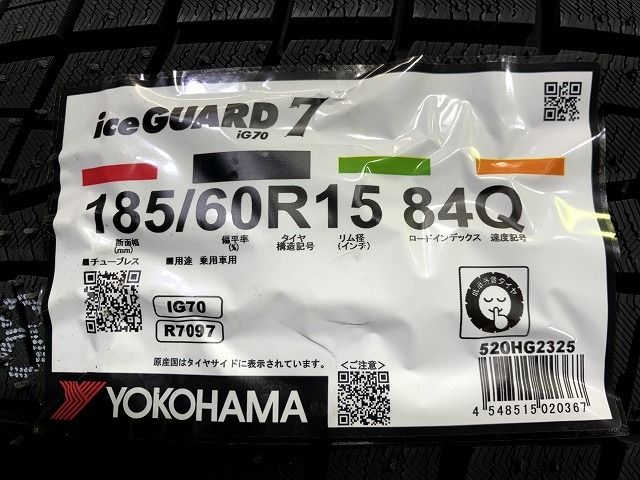 iceGUARD 7
iG70
185/60R15 84Q
断面幅 偏平率 タイヤ リム径 ロードインデックス 速度記号
(mm) (%) 構造記号 (インチ)
■チューブレス ■用途 乗用車用
IG70
R7097
原産国はタイヤサイドに表示されています。
<ご注意>
520HG2325
4 548515 020367
YOKOHAMA